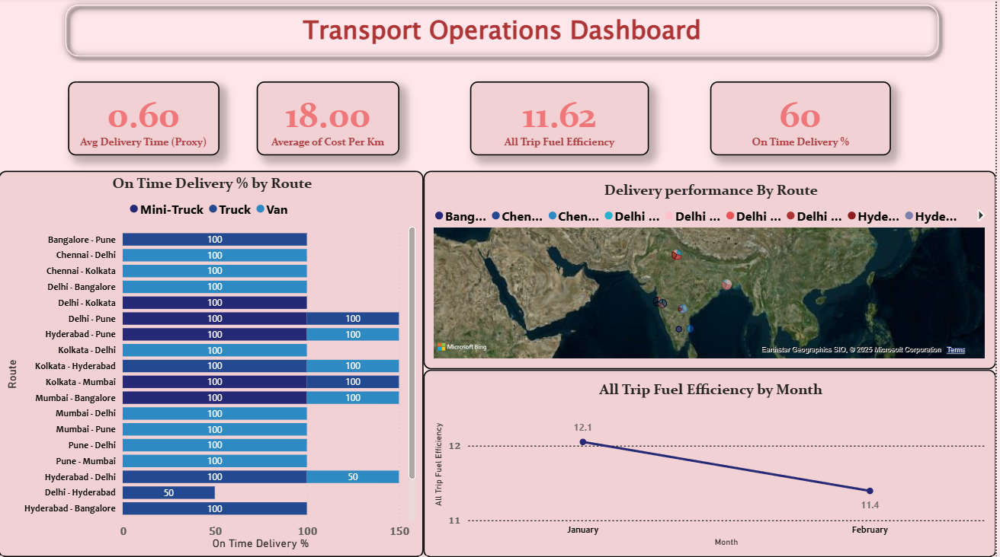 Transport Operations Dashboard
0.60
Avg Delivery Time (Proxy)
18.00
Average of Cost Per Km
11.62
All Trip Fuel Efficiency
60
On Time Delivery %
On Time Delivery % by Route
Mini-Truck Truck Van
Route
Bangalore - Pune 100
Chennai - Delhi 100
Chennai - Kolkata 100
Delhi - Bangalore 100
Delhi - Kolkata 100
Delhi - Pune 100 100
Hyderabad - Pune 100 100
Kolkata - Delhi 100
Kolkata - Hyderabad 100 100
Kolkata - Mumbai 100 100
Mumbai - Bangalore 100 100
Mumbai - Delhi 100
Mumbai - Pune 100
Pune - Delhi 100
Pune - Mumbai 100
Hyderabad - Delhi 100 50
Delhi - Hyderabad 50
Hyderabad - Bangalore 100
0 50 100 150
On Time Delivery %
Delivery performance By Route
Bang... Chen... Chen... Delhi ... Delhi ... Delhi ... Delhi ... Hyde... Hyde...
Microsoft Bing
Earthstar Geographics SIO, © 2025 Microsoft Corporation Terms
All Trip Fuel Efficiency by Month
All Trip Fuel Efficiency
12.1
12
11.4
11
January February
Month